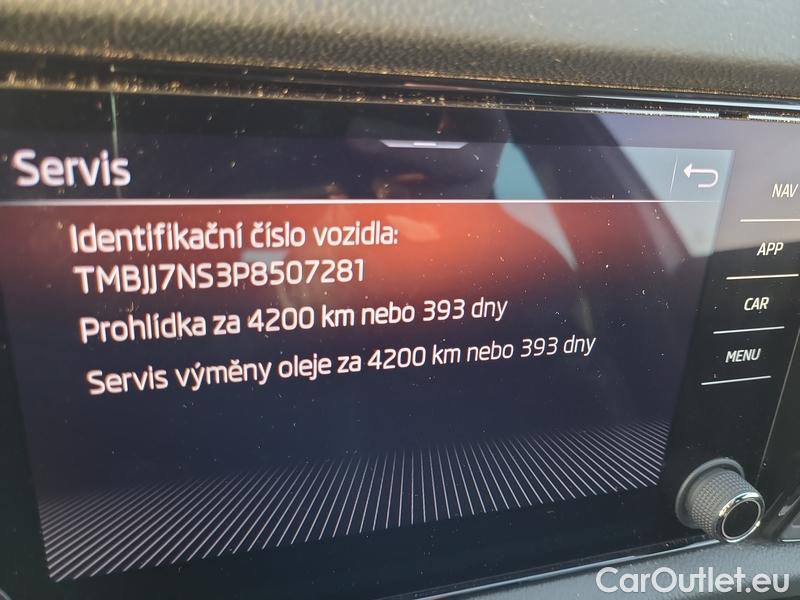 Servis
Identifikační číslo vozidla:
TMBJJ7NS3P8507281
Prohlídka za 4200 km nebo 393 dny
Servis výměny oleje za 4200 km nebo 393 dny
NAV
APP
CAR
MENU
CarOutlet.eu